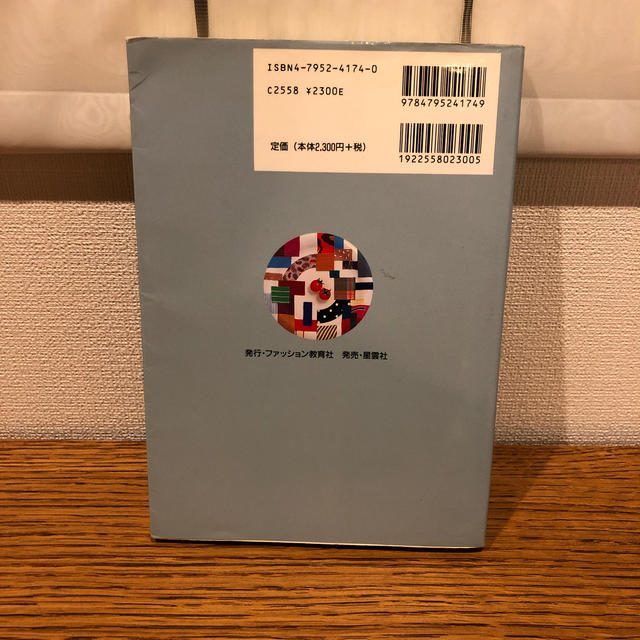 ISBN4-7952-4174-0
C2558 ¥2300E
定価（本体2,300円＋税）
9784795241749
1922558023005
発行・ファッション教育社 発売・星雲社